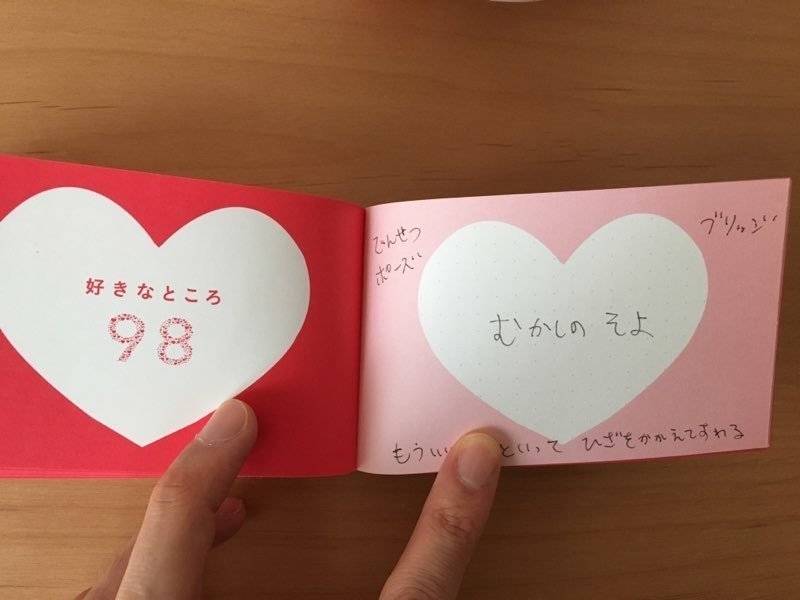 好きなところ
98
でんせつ
ポーズ
ブリッジ
むかしの そよ
もういい といって ひざをかかえてすわる